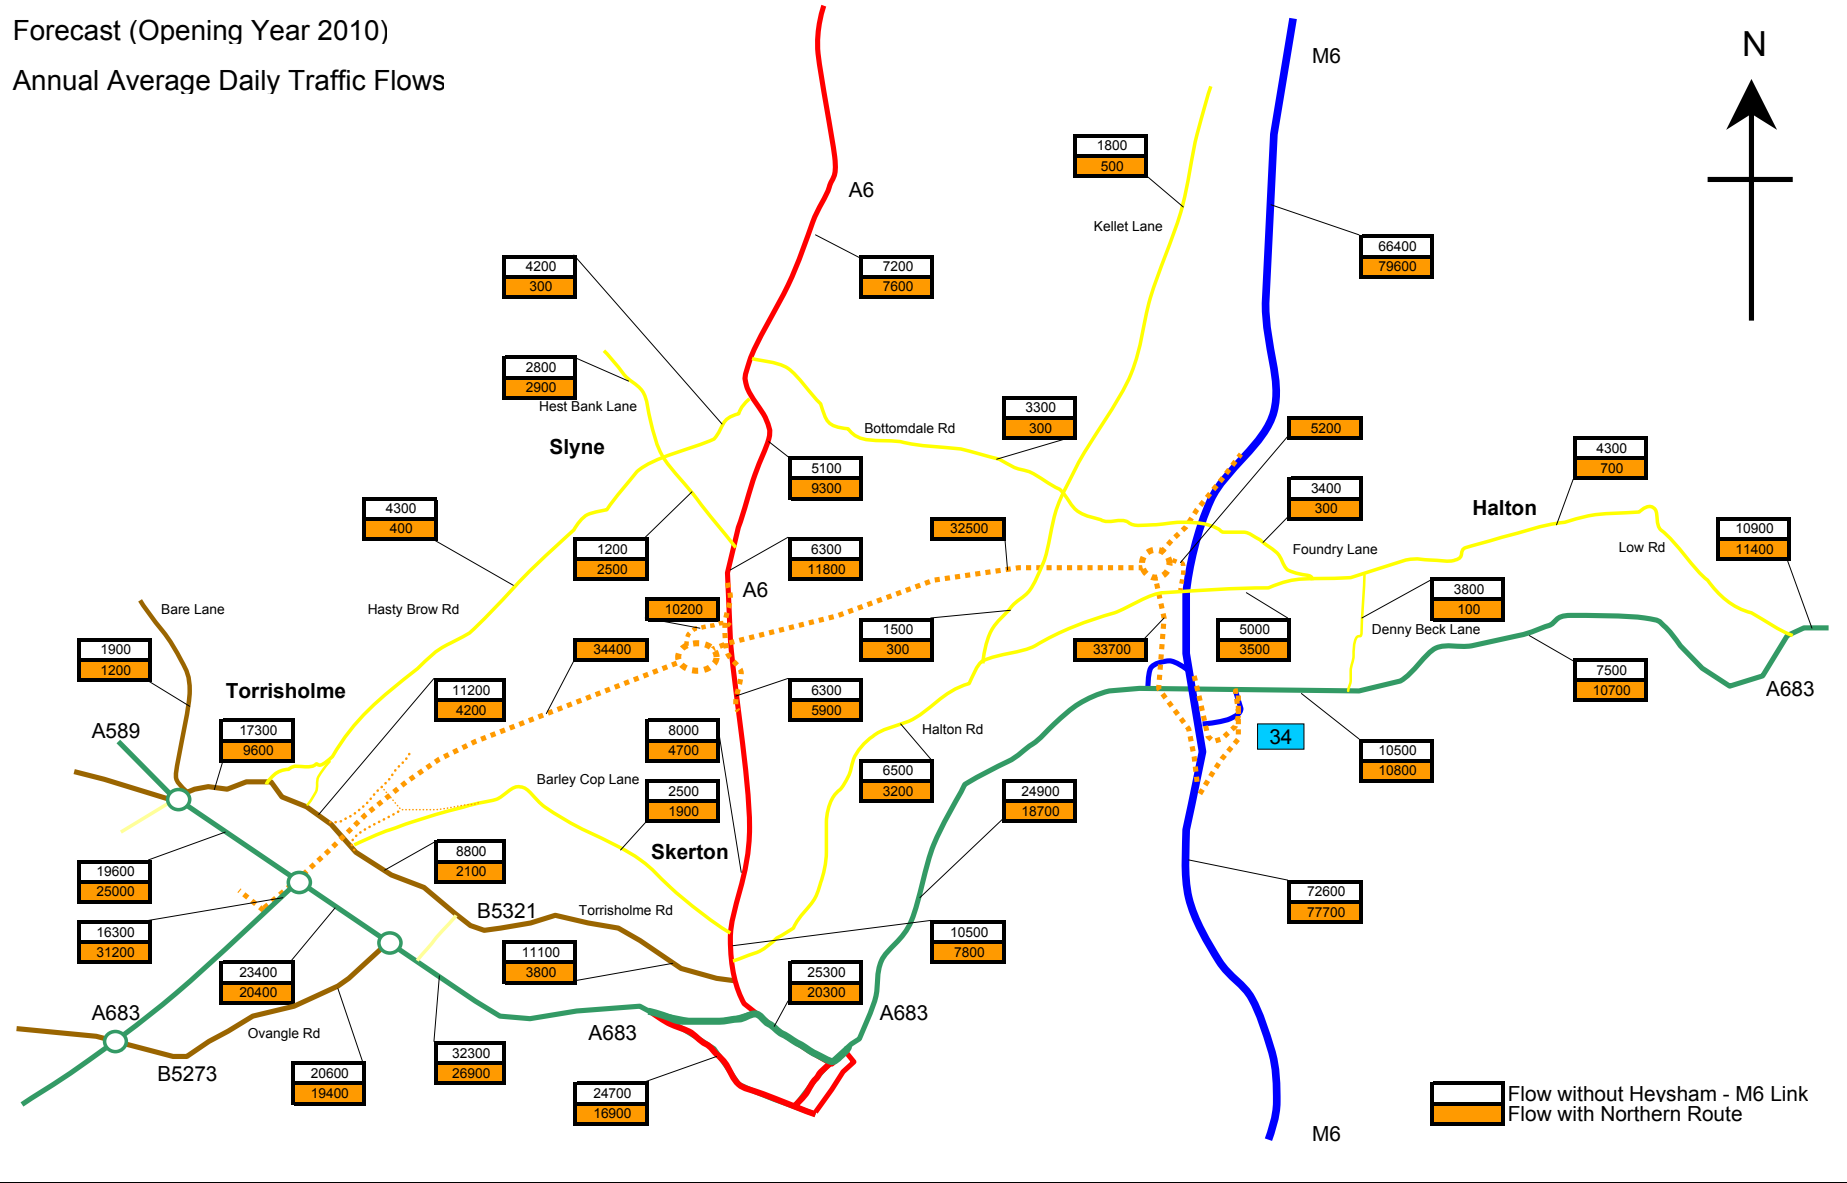 Forecast (Opening Year 2010)
Annual Average Daily Traffic Flows
N
M6
A6
1800
500
Kellet Lane
66400
79600
4200
300
7200
7600
2800
2900
Hest Bank Lane
Slyne
3300
300
Bottomdale Rd
5200
4300
700
5100
9300
3400
300
Halton
4300
400
32500
10900
11400
1200
2500
6300
11800
Foundry Lane
Low Rd
A6
Bare Lane
Hasty Brow Rd
10200
3800
100
1500
300
5000
3500
Denny Beck Lane
1900
1200
34400
33700
7500
10700
A683
Torrisholme
11200
4200
6300
5900
A589
17300
9600
8000
4700
Halton Rd
34
10500
10800
Barley Cop Lane
2500
1900
6500
3200
24900
18700
8800
2100
Skerton
19600
25000
72600
77700
B5321
Torrisholme Rd
16300
31200
11100
3800
10500
7800
23400
20400
25300
20300
A683
Ovangle Rd
A683
A683
B5273
32300
26900
20600
19400
24700
16900
Flow without Heysham - M6 Link
Flow with Northern Route
M6